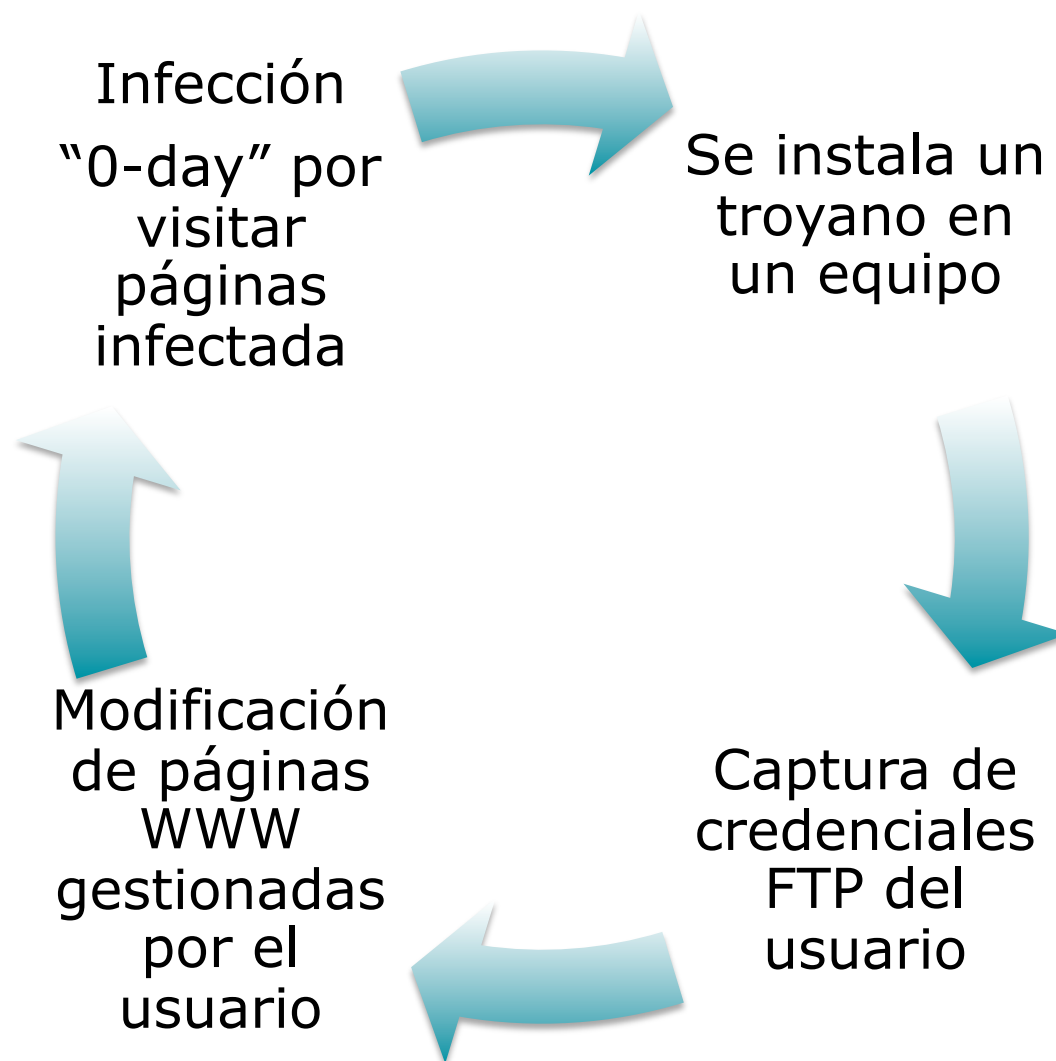 Infección
“0-day” por
visitar
páginas
infectada
Se instala un
troyano en
un equipo
Captura de
credenciales
FTP del
usuario
Modificación
de páginas
WWW
gestionadas
por el
usuario